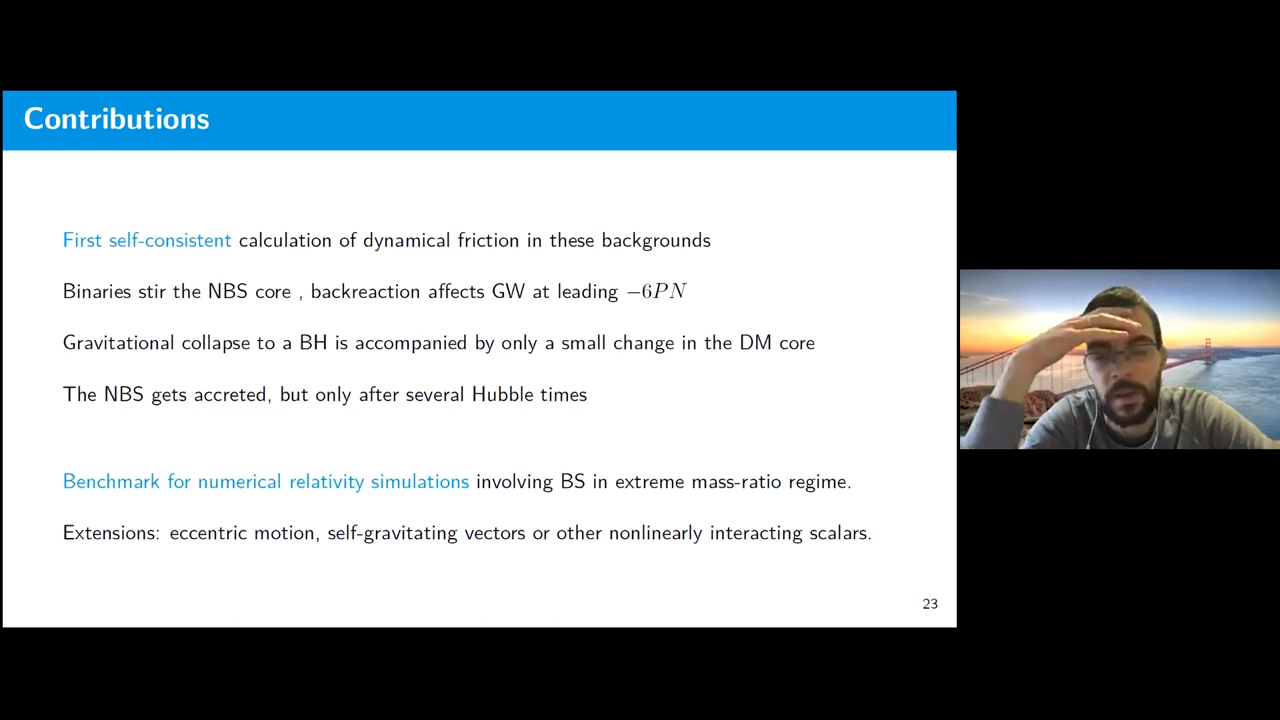 Contributions
First self-consistent calculation of dynamical friction in these backgrounds
Binaries stir the NBS core , backreaction affects GW at leading −6PN
Gravitational collapse to a BH is accompanied by only a small change in the DM core
The NBS gets accreted, but only after several Hubble times
Benchmark for numerical relativity simulations involving BS in extreme mass-ratio regime.
Extensions: eccentric motion, self-gravitating vectors or other nonlinearly interacting scalars.
23